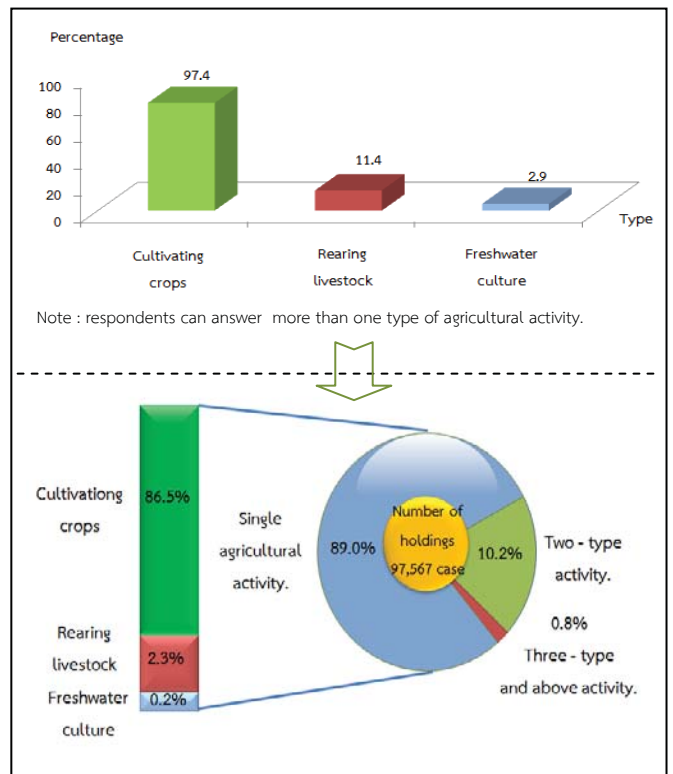 Percentage
97.4
100
80
60
40
20
0
11.4
2.9
Type
Cultivating
crops
Rearing
livestock
Freshwater
culture
Note : respondents can answer more than one type of agricultural activity.
Cultivationg
crops
86.5%
Rearing
livestock
2.3%
Freshwater
culture
0.2%
Single
agricultural
activity.
89.0%
Number of
holdings
97,567 case
10.2%
Two - type
activity.
0.8%
Three - type
and above activity.